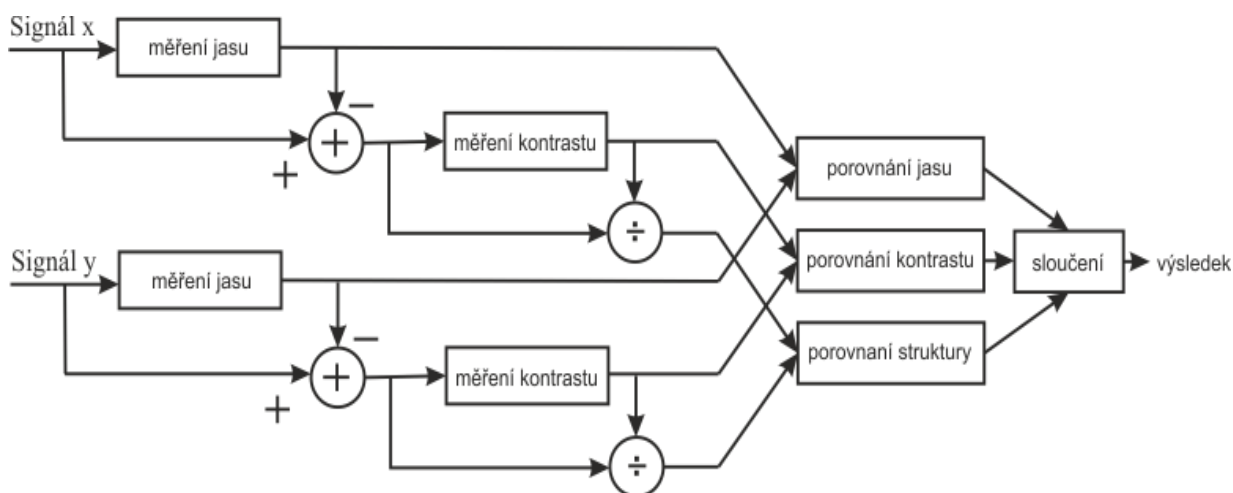 Signál x
měření jasu
−
+
+
měření kontrastu
÷
Signál y
měření jasu
−
+
+
měření kontrastu
÷
porovnání jasu
porovnání kontrastu
porovnaní struktury
sloučení
výsledek